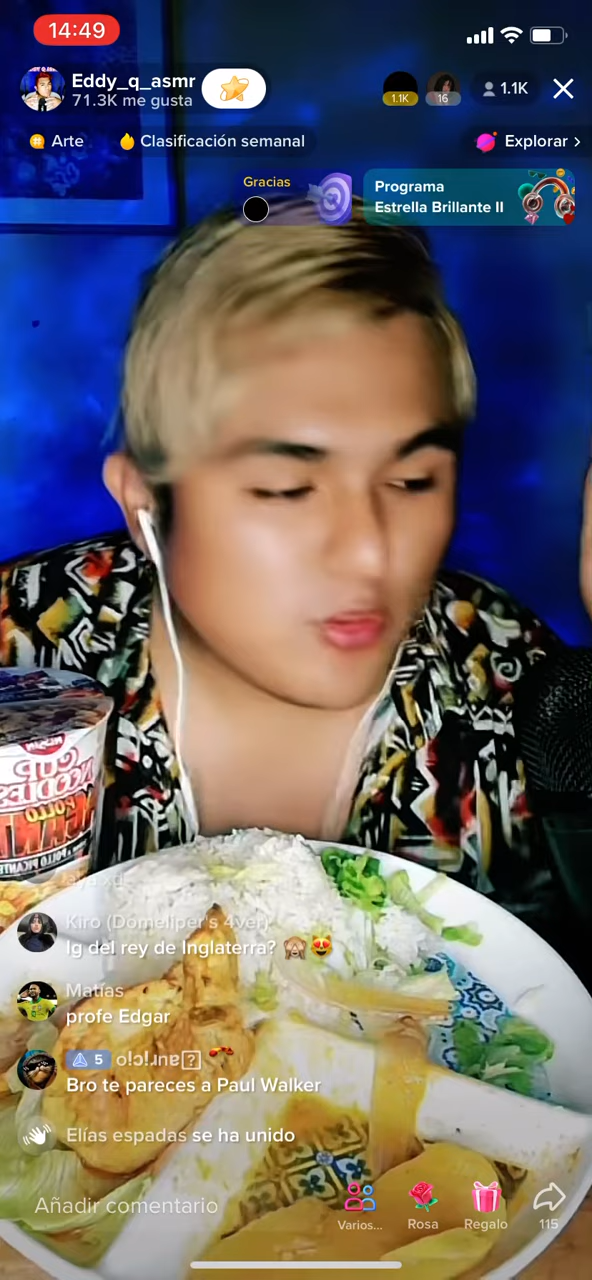 14:49
Eddy_q_asmr
71.3K me gusta
1.1K
16
1.1K
Arte
Clasificación semanal
Explorar >
Gracias
Programa
Estrella Brillante II
NISSIN
CUP
NOODLES
POLLO
PICANTE
Kiro (Domeliper's 4ver)
Ig del rey de Inglaterra? 🙈😻
Matías
profe Edgar
5
Bro te pareces a Paul Walker
Elías espadas se ha unido
Añadir comentario
Varios...
Rosa
Regalo
115